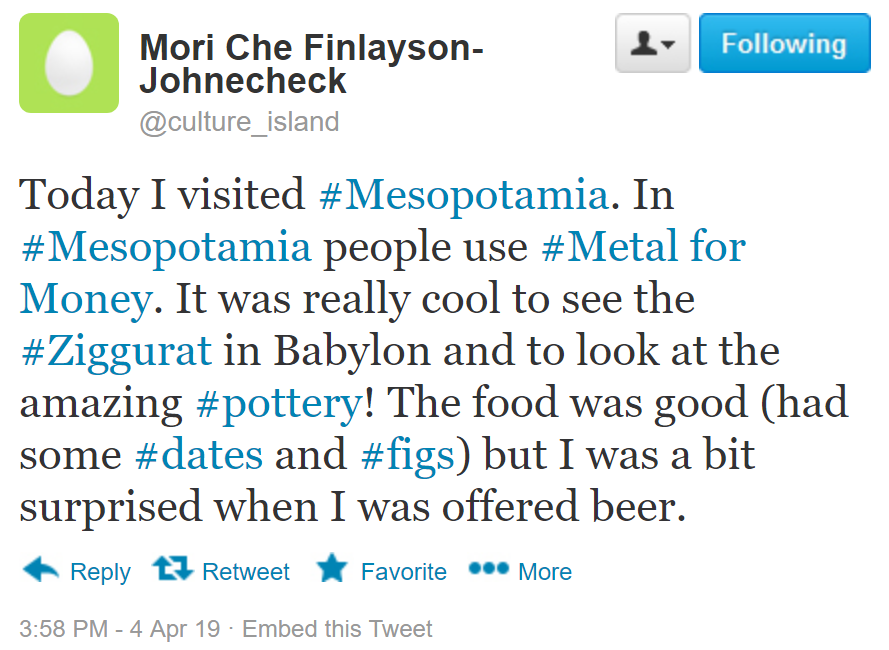 Mori Che Finlayson-
Johnecheck
Following
@culture_island
Today I visited #Mesopotamia. In
#Mesopotamia people use #Metal for
Money. It was really cool to see the
#Ziggurat in Babylon and to look at the
amazing #pottery! The food was good (had
some #dates and #figs) but I was a bit
surprised when I was offered beer.
Reply Retweet Favorite More
3:58 PM - 4 Apr 19 · Embed this Tweet